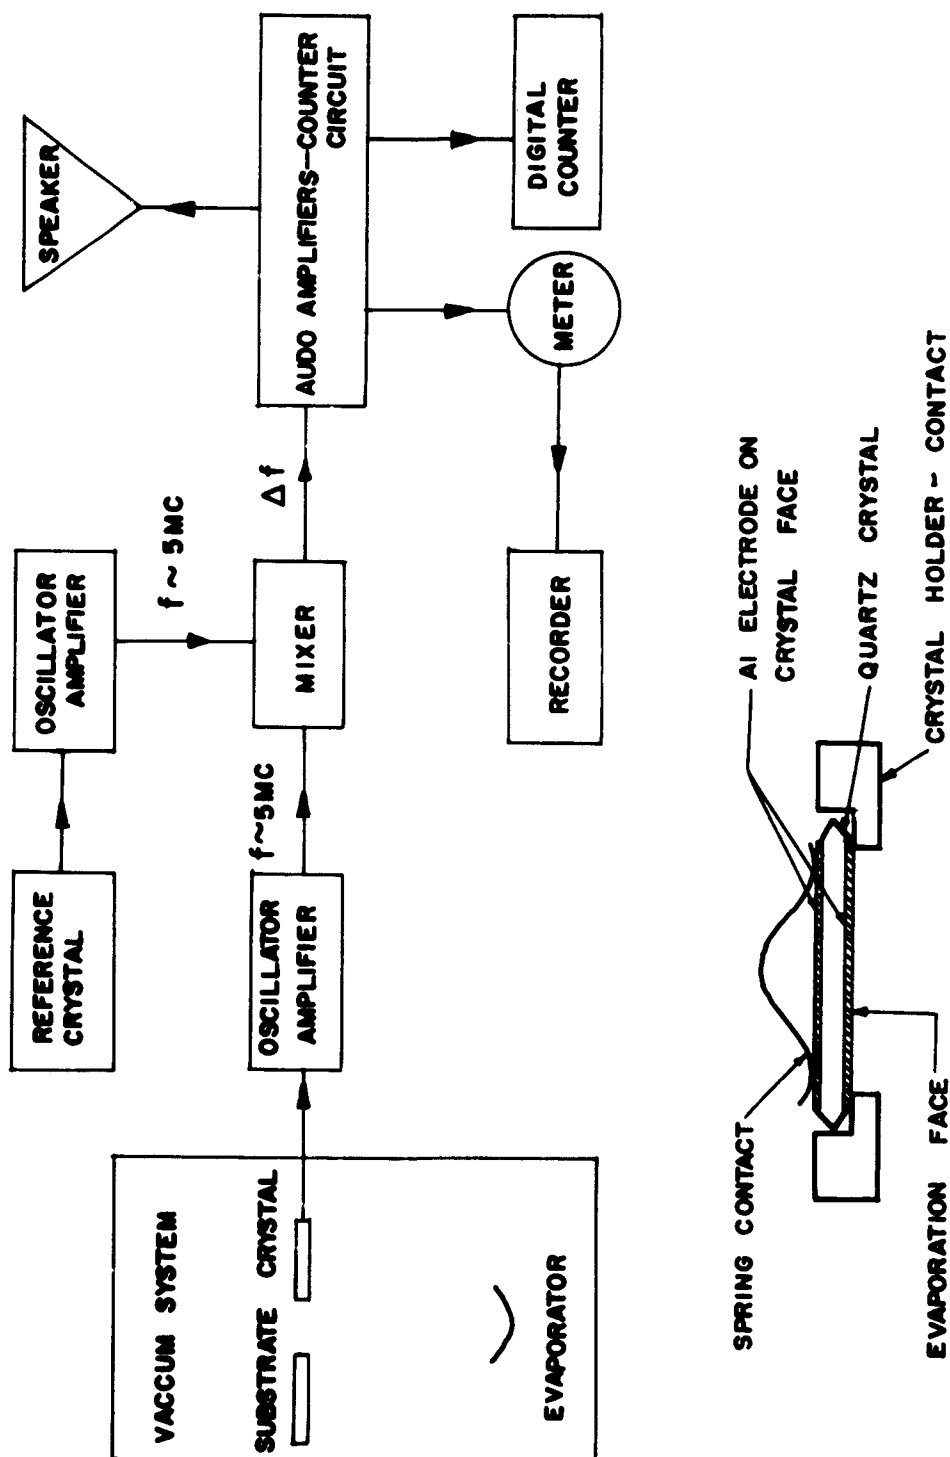 SPEAKER
AUDO AMPLIFIERS-COUNTER
CIRCUIT
DIGITAL
COUNTER
METER
RECORDER
OSCILLATOR
AMPLIFIER
f ~ 5MC
Δf
MIXER
REFERENCE
CRYSTAL
f~5MC
OSCILLATOR
AMPLIFIER
VACCUM SYSTEM
SUBSTRATE CRYSTAL
EVAPORATOR
SPRING CONTACT
Al ELECTRODE ON
CRYSTAL FACE
QUARTZ CRYSTAL
CRYSTAL HOLDER - CONTACT
EVAPORATION FACE